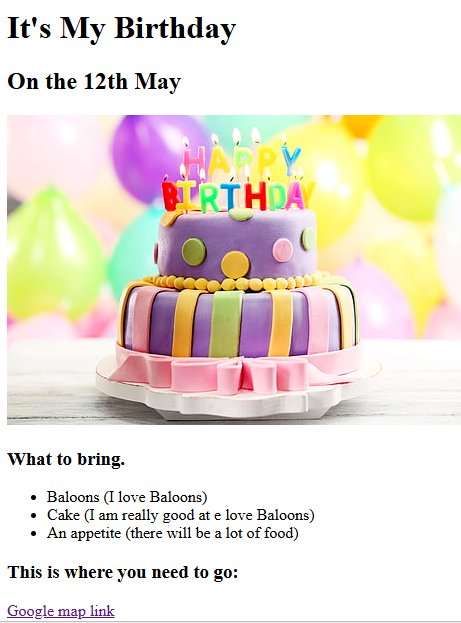 It's My Birthday
On the 12th May
HAPPY
BIRTHDAY
What to bring.
Baloons (I love Baloons)
Cake (I am really good at e love Baloons)
An appetite (there will be a lot of food)
This is where you need to go:
Google map link